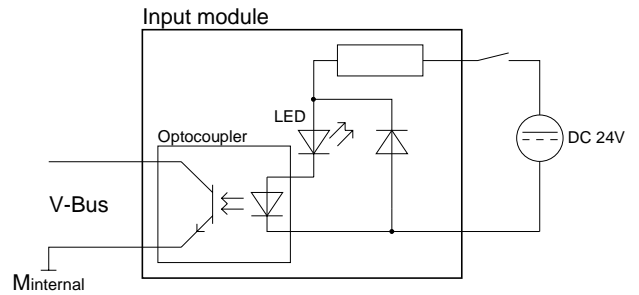 Input module
LED
Optocoupler
DC 24V
V-Bus
Minternal